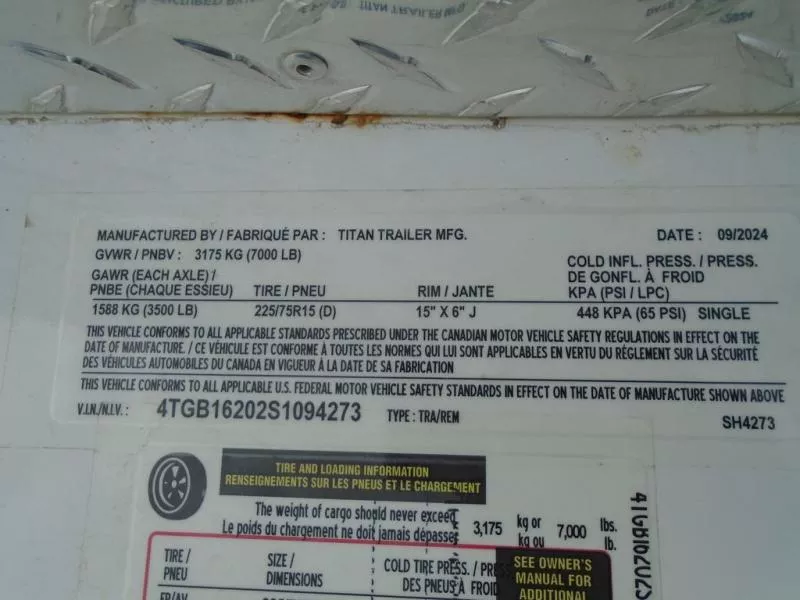 MANUFACTURED BY / FABRIQUÉ PAR : TITAN TRAILER MFG. DATE : 09/2024
GVWR / PNBV : 3175 KG (7000 LB)
COLD INFL. PRESS. / PRESS.
GAWR (EACH AXLE) / DE GONFL. À FROID
PNBE (CHAQUE ESSIEU) TIRE / PNEU RIM / JANTE KPA (PSI / LPC)
1588 KG (3500 LB) 225/75R15 (D) 15" X 6" J 448 KPA (65 PSI) SINGLE
THIS VEHICLE CONFORMS TO ALL APPLICABLE STANDARDS PRESCRIBED UNDER THE CANADIAN MOTOR VEHICLE SAFETY REGULATIONS IN EFFECT ON THE
DATE OF MANUFACTURE. / CE VÉHICULE EST CONFORME À TOUTES LES NORMES QUI LUI SONT APPLICABLES EN VERTU DU RÈGLEMENT SUR LA SÉCURITÉ
DES VÉHICULES AUTOMOBILES DU CANADA EN VIGUEUR À LA DATE DE SA FABRICATION
THIS VEHICLE CONFORMS TO ALL APPLICABLE U.S. FEDERAL MOTOR VEHICLE SAFETY STANDARDS IN EFFECT ON THE DATE OF MANUFACTURE SHOWN ABOVE
V.I.N./N.I.V. : 4TGB16202S1094273 TYPE : TRA/REM SH4273
TIRE AND LOADING INFORMATION
RENSEIGNEMENTS SUR LES PNEUS ET LE CHARGEMENT
The weight of cargo should never exceed 3,175 kg or 7,000 lbs.
Le poids du chargement ne doit jamais dépasser kg ou lb.
TIRE / SIZE / COLD TIRE PRESS. /
PNEU DIMENSIONS DES PNEUS À FROID
SEE OWNER'S
MANUAL FOR
ADDITIONAL